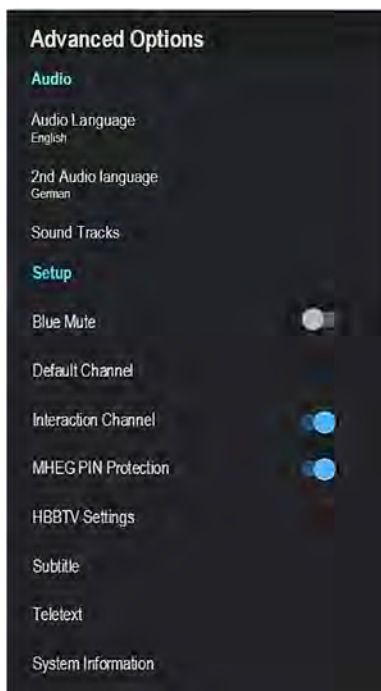 Advanced Options
Audio
Audio Language
English
2nd Audio language
German
Sound Tracks
Setup
Blue Mute
Default Channel
Interaction Channel
MHEG PIN Protection
HBBTV Settings
Subtitle
Teletext
System Information